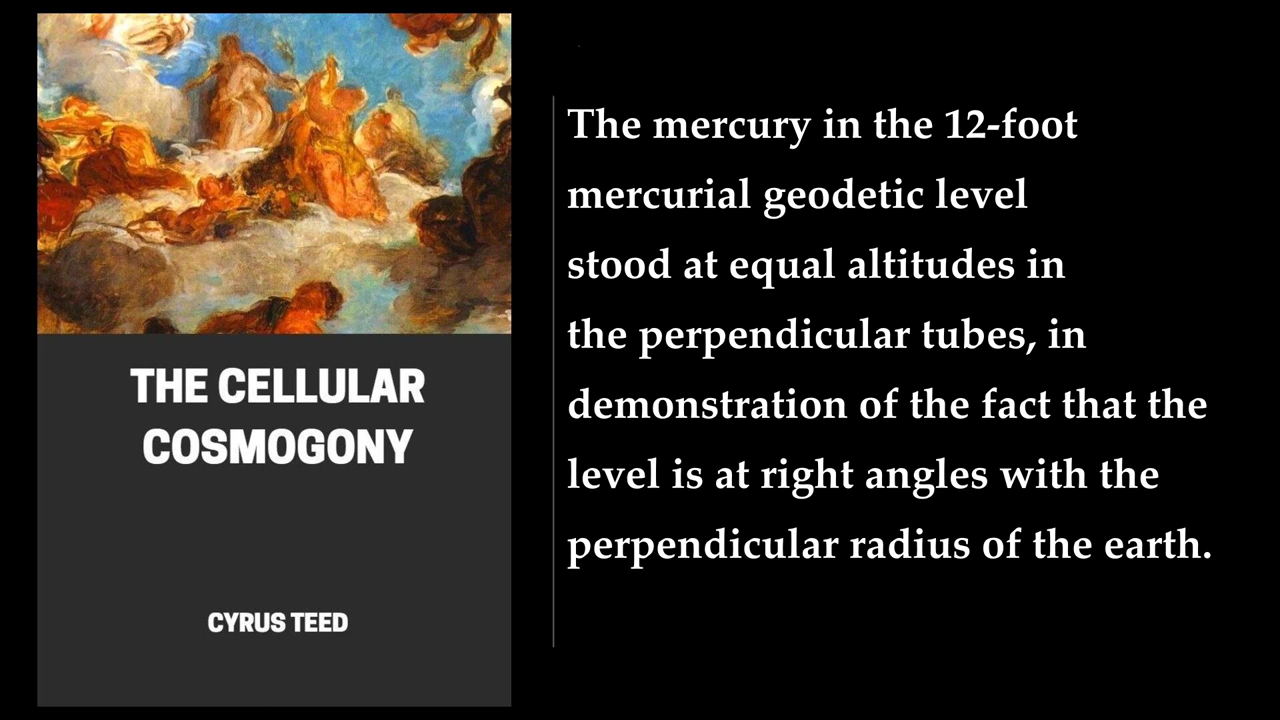 THE CELLULAR
COSMOGONY
CYRUS TEED
The mercury in the 12-foot
mercurial geodetic level
stood at equal altitudes in
the perpendicular tubes, in
demonstration of the fact that the
level is at right angles with the
perpendicular radius of the earth.